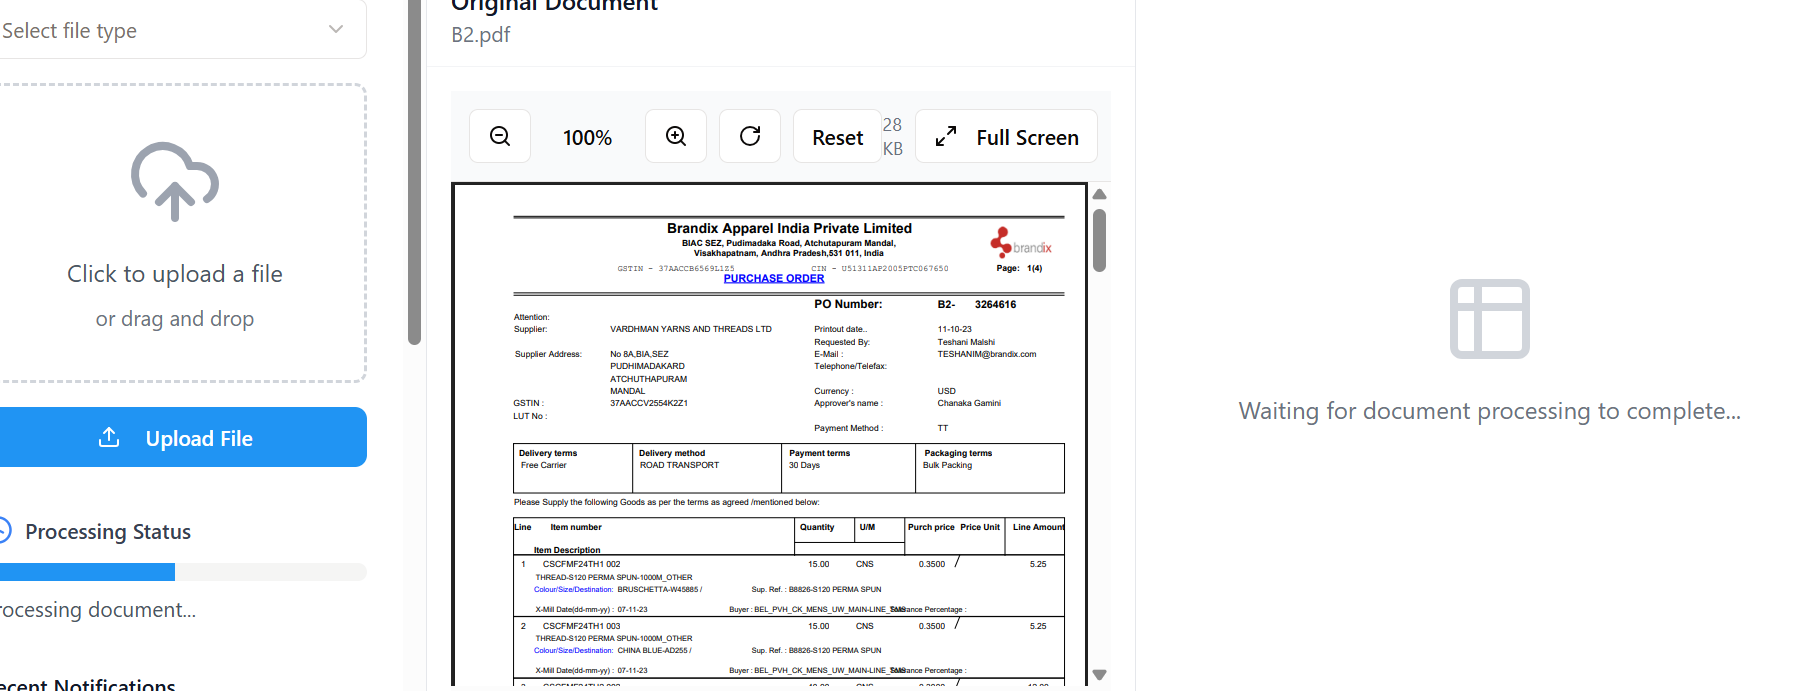 Select file type
Click to upload a file
or drag and drop
Upload File
Processing Status
rocessing document...
ecent Notifications
Original Document
B2.pdf
100%
Reset
28
KB
Full Screen
Brandix Apparel India Private Limited
BIAC SEZ, Pudimadaka Road, Atchutapuram Mandal,
Visakhapatnam, Andhra Pradesh,531 011, India
brandix
GSTIN - 37AACCB6569L1Z5 CIN - U51311AP2005PTC067650 Page: 1(4)
PURCHASE ORDER
PO Number: B2- 3264616
Attention:
Supplier: VARDHMAN YARNS AND THREADS LTD Printout date.. 11-10-23
Requested By: Teshani Malshi
Supplier Address: No 8A,BIA,SEZ E-Mail : TESHANIM@brandix.com
PUDHIMADAKARD Telephone/Telefax:
ATCHUTHAPURAM
MANDAL Currency : USD
GSTIN : 37AACCV2554K2Z1 Approver's name : Chanaka Gamini
LUT No :
Payment Method : TT
Delivery terms Delivery method Payment terms Packaging terms
Free Carrier ROAD TRANSPORT 30 Days Bulk Packing
Please Supply the following Goods as per the terms as agreed /mentioned below:
Line Item number Quantity U/M Purch price Price Unit Line Amount
Item Description
1 CSCFMF24TH1 002 15.00 CNS 0.3500 / 5.25
THREAD-S120 PERMA SPUN-1000M_OTHER
Colour/Size/Destination: BRUSCHETTA-W45885 / Sup. Ref. : B8826-S120 PERMA SPUN
X-Mill Date(dd-mm-yy) : 07-11-23 Buyer : BEL_PVH_CK_MENS_UW_MAIN-LINE_ Percentage :
2 CSCFMF24TH1 003 15.00 CNS 0.3500 / 5.25
THREAD-S120 PERMA SPUN-1000M_OTHER
Colour/Size/Destination: CHINA BLUE-AD255 / Sup. Ref. : B8826-S120 PERMA SPUN
X-Mill Date(dd-mm-yy) : 07-11-23 Buyer : BEL_PVH_CK_MENS_UW_MAIN-LINE_ Percentage :
Waiting for document processing to complete...